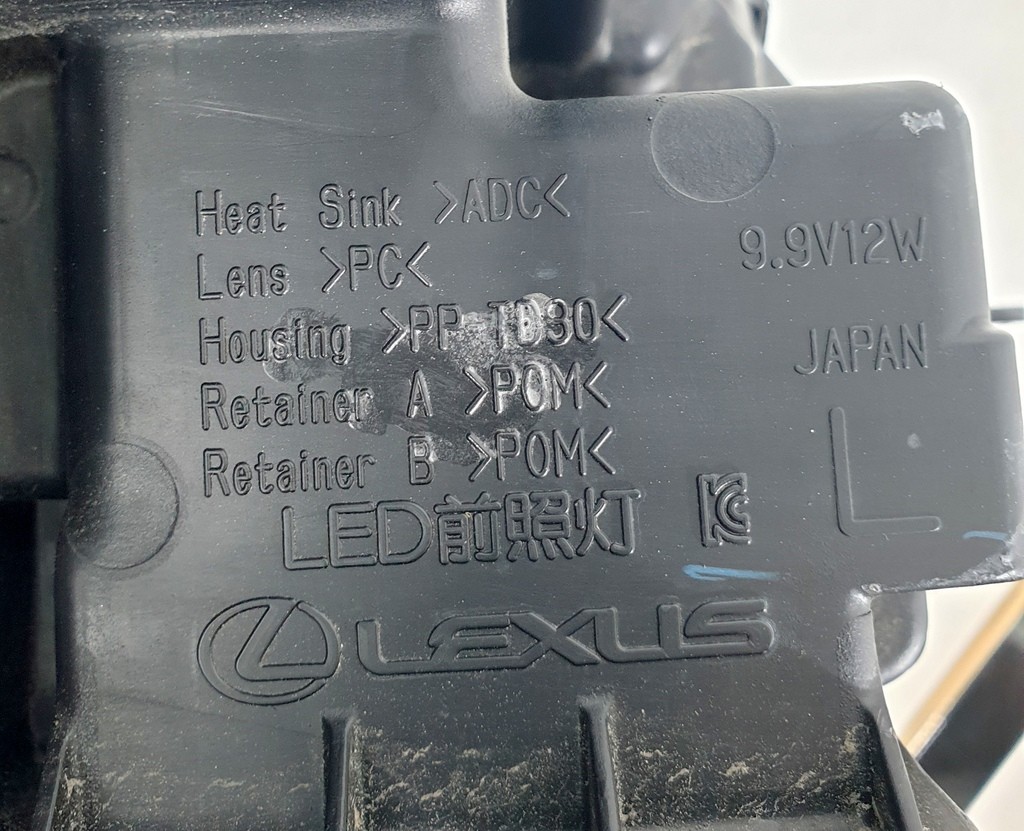 Heat Sink >ADC<
Lens >PC<
9.9V12W
Housing >PP-TD30<
JAPAN
Retainer A >POM<
Retainer B >POM<
L
LED前照灯
KC
LEXUS